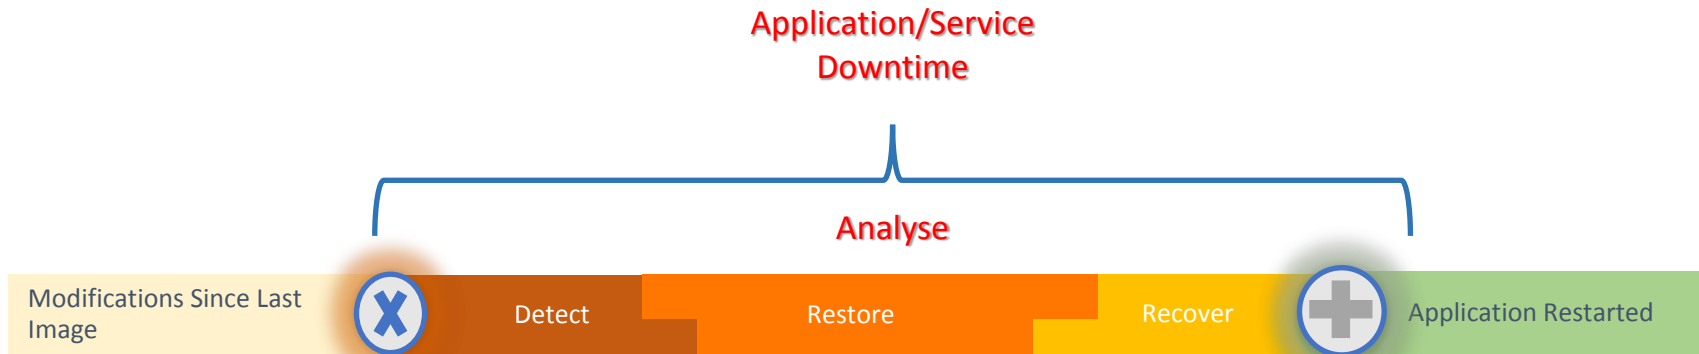 Application/Service
Downtime
Analyse
Modifications Since Last
Image
Detect
Restore
Recover
Application Restarted